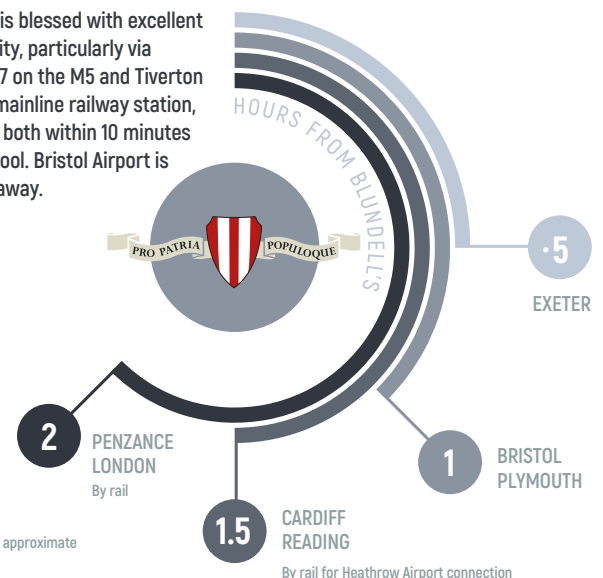 is blessed with excellent
ity, particularly via
7 on the M5 and Tiverton
mainline railway station,
both within 10 minutes
ool. Bristol Airport is
away.
HOURS FROM BLUNDELL'S
PRO PATRIA POPULOQUE
·5
EXETER
1
BRISTOL
PLYMOUTH
1.5
CARDIFF
READING
By rail for Heathrow Airport connection
2
PENZANCE
LONDON
By rail
approximate